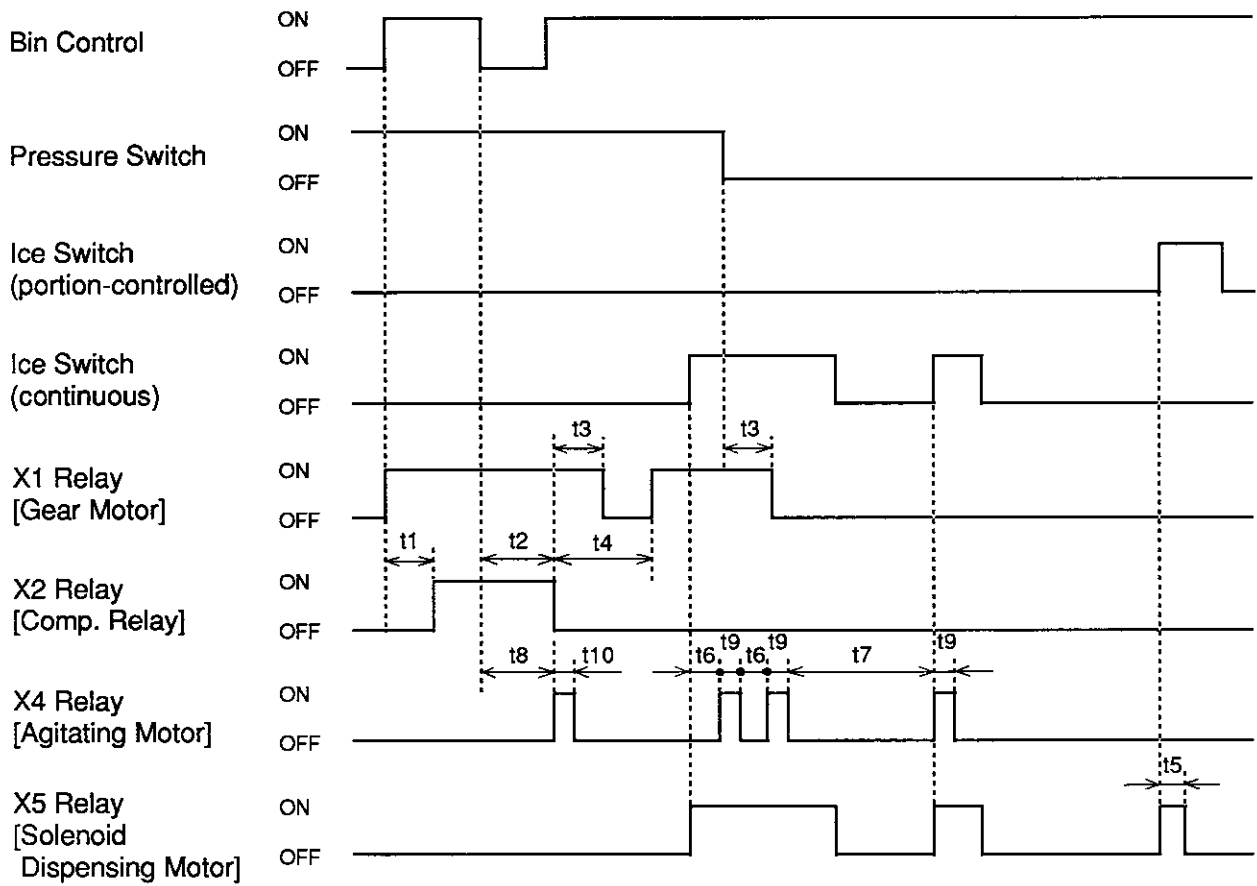 Bin Control
ON
OFF
Pressure Switch
ON
OFF
Ice Switch
(portion-controlled)
ON
OFF
Ice Switch
(continuous)
ON
OFF
X1 Relay
[Gear Motor]
ON
OFF
t3
t3
X2 Relay
[Comp. Relay]
ON
OFF
t1
t2
t4
X4 Relay
[Agitating Motor]
ON
OFF
t8
t10
t6
t9
t6
t9
t7
t9
X5 Relay
[Solenoid
Dispensing Motor]
ON
OFF
t5